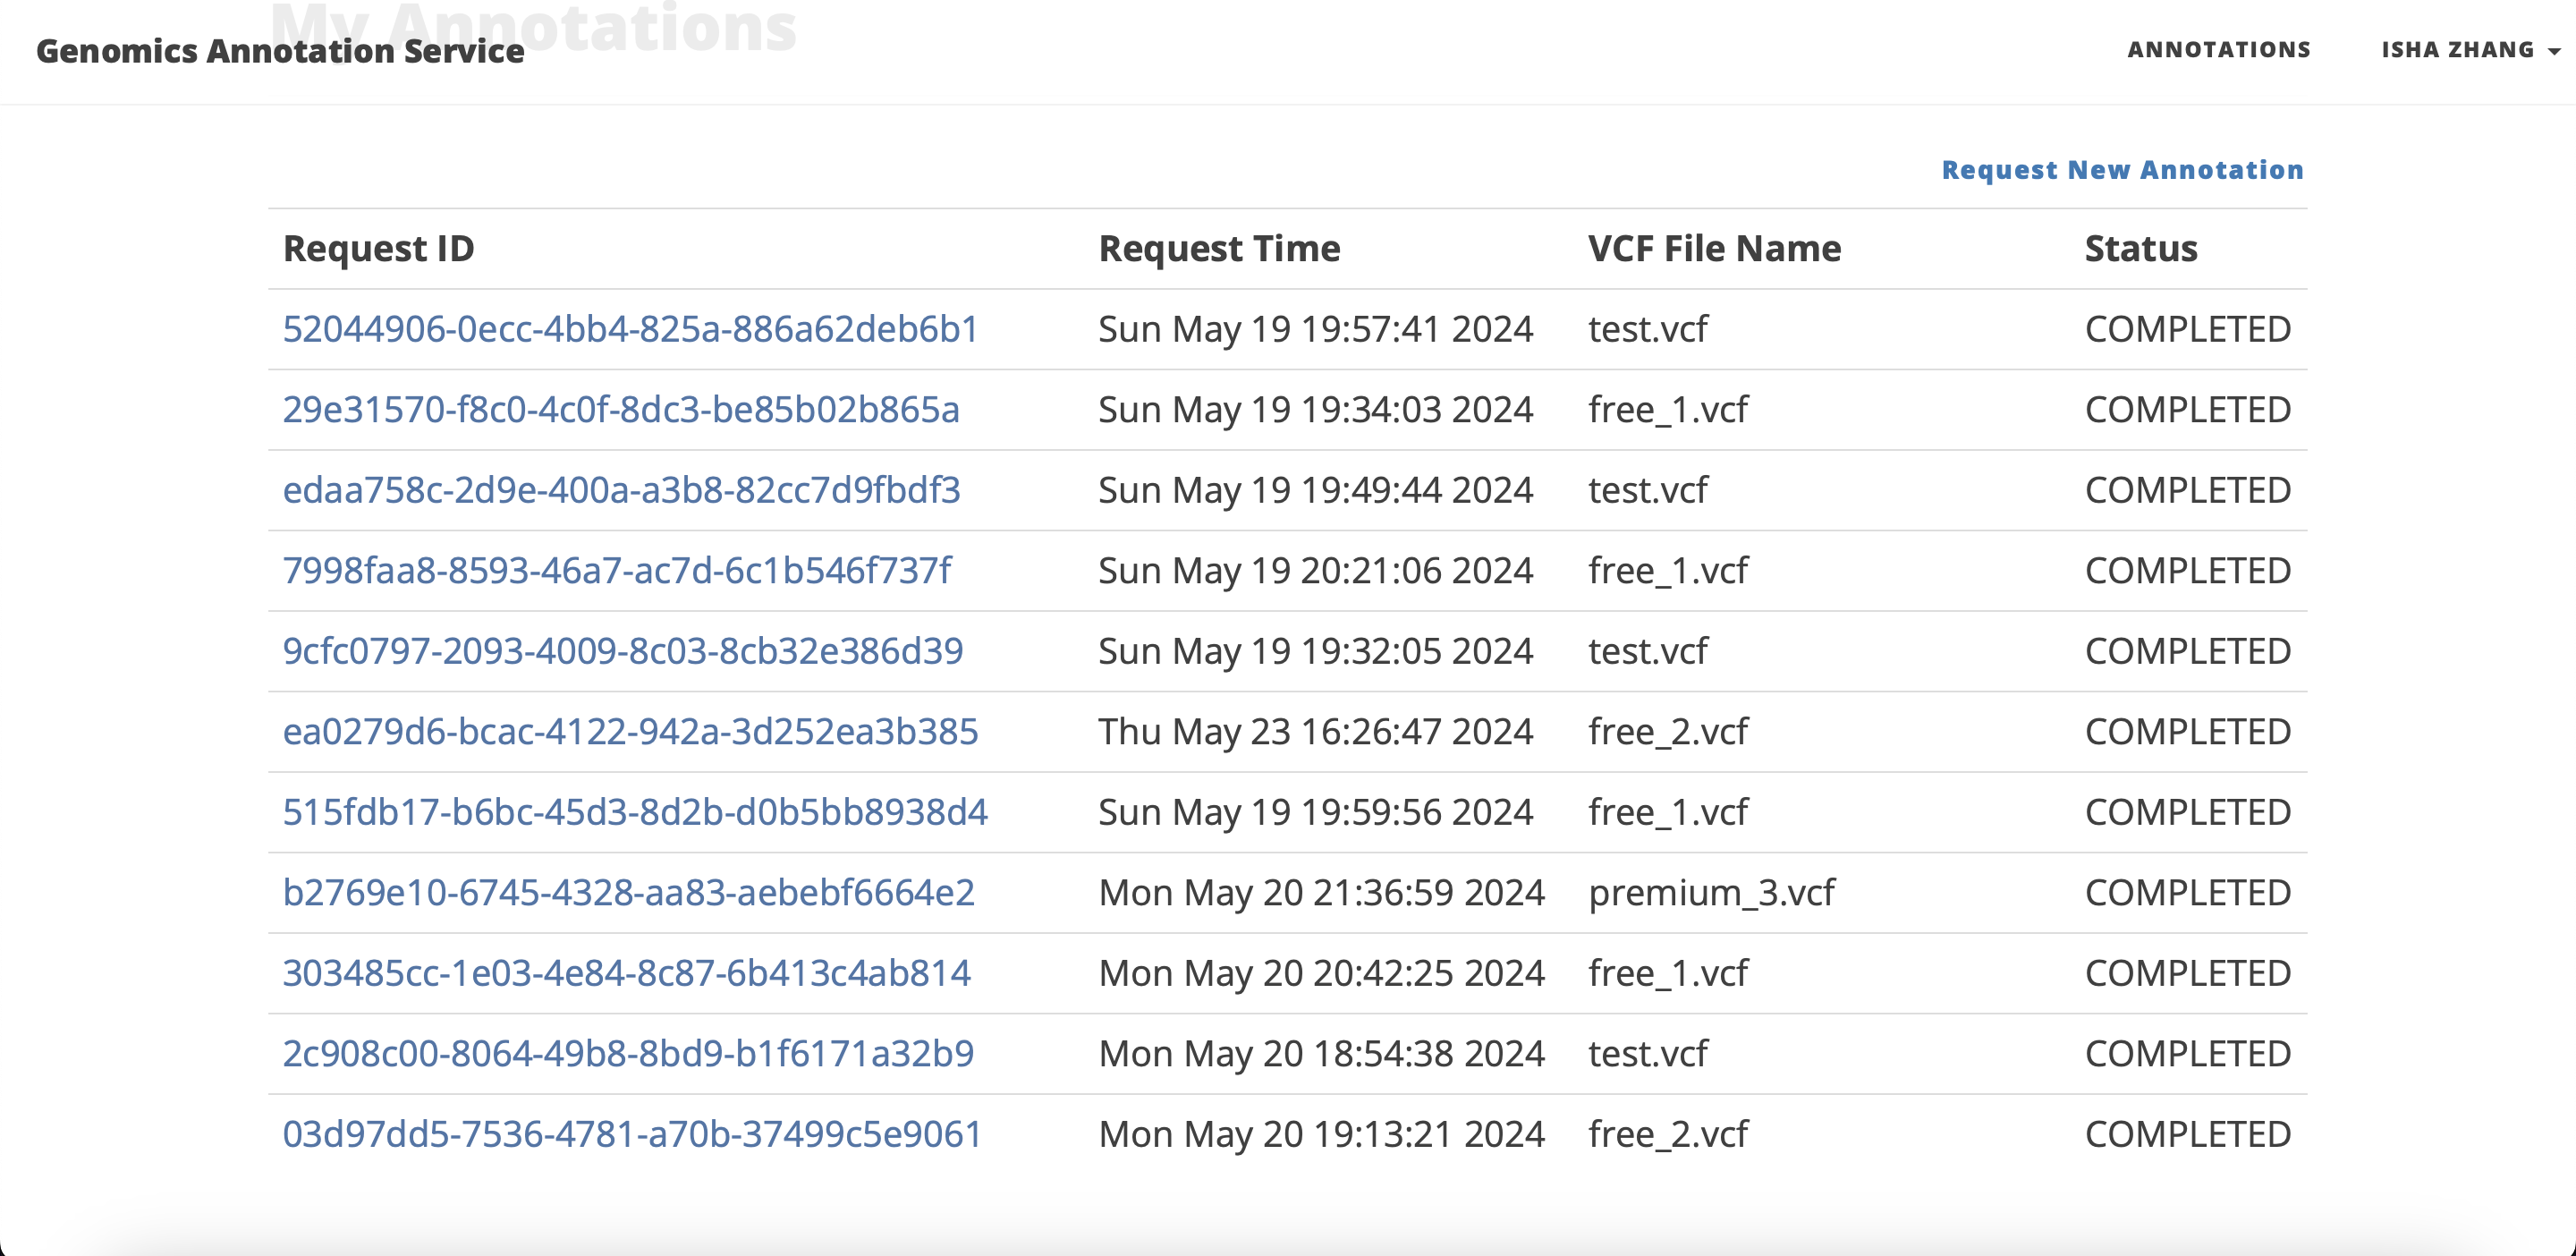 My Annotations
Genomics Annotation Service ANNOTATIONS ISHA ZHANG
Request New Annotation
Request ID Request Time VCF File Name Status
52044906-0ecc-4bb4-825a-886a62deb6b1 Sun May 19 19:57:41 2024 test.vcf COMPLETED
29e31570-f8c0-4c0f-8dc3-be85b02b865a Sun May 19 19:34:03 2024 free_1.vcf COMPLETED
edaa758c-2d9e-400a-a3b8-82cc7d9fbdf3 Sun May 19 19:49:44 2024 test.vcf COMPLETED
7998faa8-8593-46a7-ac7d-6c1b546f737f Sun May 19 20:21:06 2024 free_1.vcf COMPLETED
9cfc0797-2093-4009-8c03-8cb32e386d39 Sun May 19 19:32:05 2024 test.vcf COMPLETED
ea0279d6-bcac-4122-942a-3d252ea3b385 Thu May 23 16:26:47 2024 free_2.vcf COMPLETED
515fdb17-b6bc-45d3-8d2b-d0b5bb8938d4 Sun May 19 19:59:56 2024 free_1.vcf COMPLETED
b2769e10-6745-4328-aa83-aebebf6664e2 Mon May 20 21:36:59 2024 premium_3.vcf COMPLETED
303485cc-1e03-4e84-8c87-6b413c4ab814 Mon May 20 20:42:25 2024 free_1.vcf COMPLETED
2c908c00-8064-49b8-8bd9-b1f6171a32b9 Mon May 20 18:54:38 2024 test.vcf COMPLETED
03d97dd5-7536-4781-a70b-37499c5e9061 Mon May 20 19:13:21 2024 free_2.vcf COMPLETED